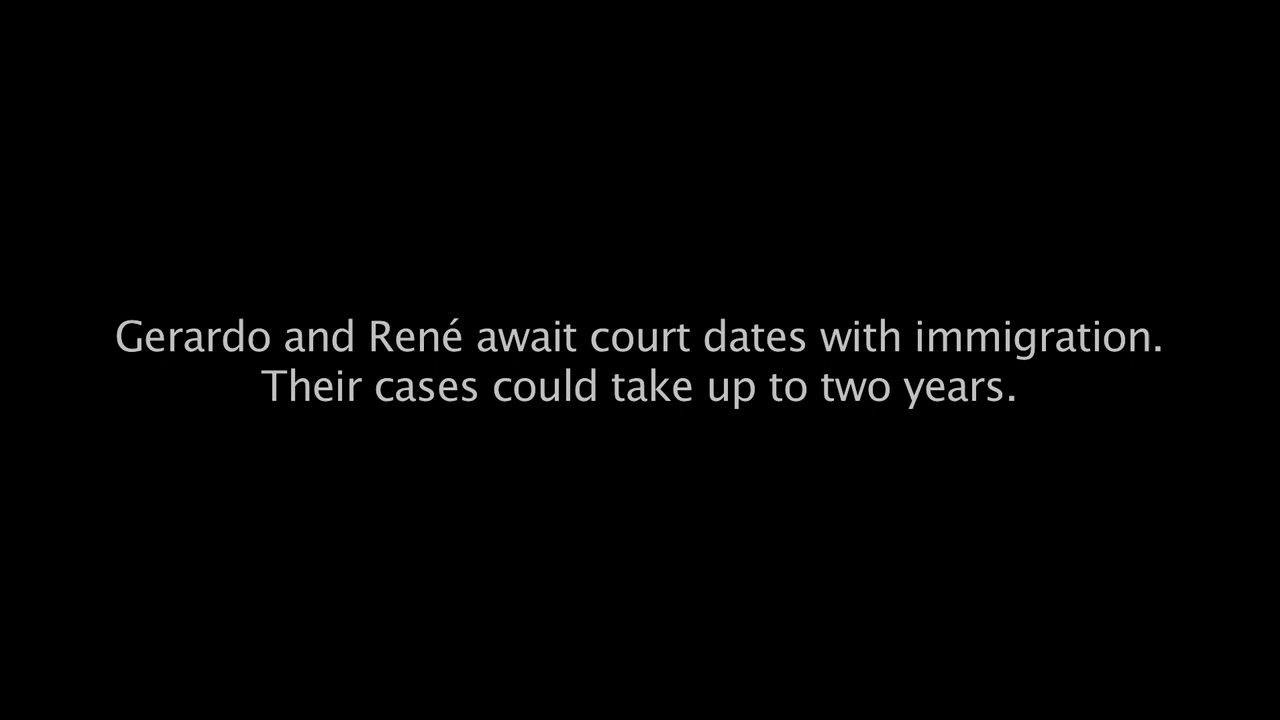 Gerardo and René await court dates with immigration.
Their cases could take up to two years.